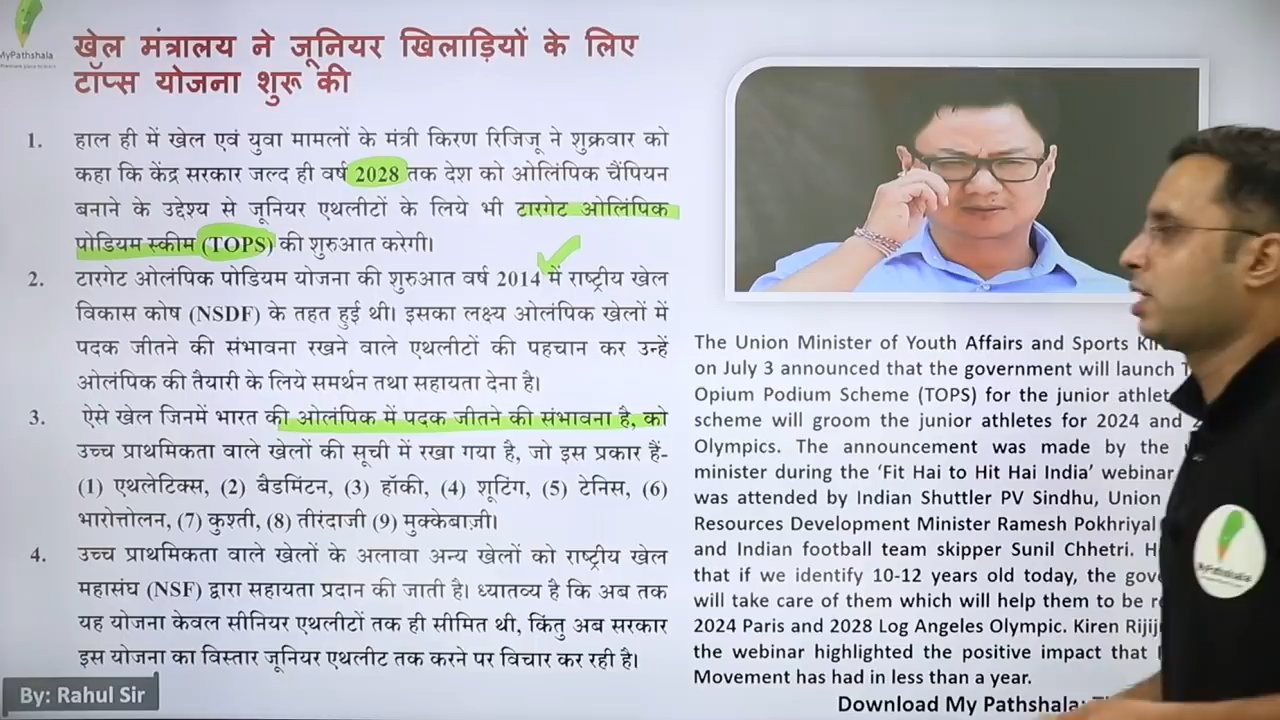 MyPathshala
खेल मंत्रालय ने जूनियर खिलाड़ियों के लिए
टॉप्स योजना शुरू की
1. हाल ही में खेल एवं युवा मामलों के मंत्री किरण रिजिजू ने शुक्रवार को
कहा कि केंद्र सरकार जल्द ही वर्ष 2028 तक देश को ओलिंपिक चैंपियन
बनाने के उद्देश्य से जूनियर एथलीटों के लिये भी टारगेट ओलिंपिक
पोडियम स्कीम (TOPS) की शुरुआत करेगी।
2. टारगेट ओलंपिक पोडियम योजना की शुरुआत वर्ष 2014 में राष्ट्रीय खेल
विकास कोष (NSDF) के तहत हुई थी। इसका लक्ष्य ओलंपिक खेलों में
पदक जीतने की संभावना रखने वाले एथलीटों की पहचान कर उन्हें
ओलंपिक की तैयारी के लिये समर्थन तथा सहायता देना है।
3. ऐसे खेल जिनमें भारत की ओलंपिक में पदक जीतने की संभावना है, को
उच्च प्राथमिकता वाले खेलों की सूची में रखा गया है, जो इस प्रकार हैं-
(1) एथलेटिक्स, (2) बैडमिंटन, (3) हॉकी, (4) शूटिंग, (5) टेनिस, (6)
भारोत्तोलन, (7) कुश्ती, (8) तीरंदाजी (9) मुक्केबाज़ी।
4. उच्च प्राथमिकता वाले खेलों के अलावा अन्य खेलों को राष्ट्रीय खेल
महासंघ (NSF) द्वारा सहायता प्रदान की जाती है। ध्यातव्य है कि अब तक
यह योजना केवल सीनियर एथलीटों तक ही सीमित थी, किंतु अब सरकार
इस योजना का विस्तार जूनियर एथलीट तक करने पर विचार कर रही है।
By: Rahul Sir
The Union Minister of Youth Affairs and Sports
on July 3 announced that the government will launch
Opium Podium Scheme (TOPS) for the junior
scheme will groom the junior athletes for 2024 and
Olympics. The announcement was made by the
minister during the ‘Fit Hai to Hit Hai India’ webinar
was attended by Indian Shuttler PV Sindhu, Union
Resources Development Minister Ramesh Pokhriyal
and Indian football team skipper Sunil Chhetri.
that if we identify 10-12 years old today, the
will take care of them which will help them to be
2024 Paris and 2028 Log Angeles Olympic. Kiren
the webinar highlighted the positive impact that
Movement has had in less than a year.
Download My Pathshala:
MyPathshala